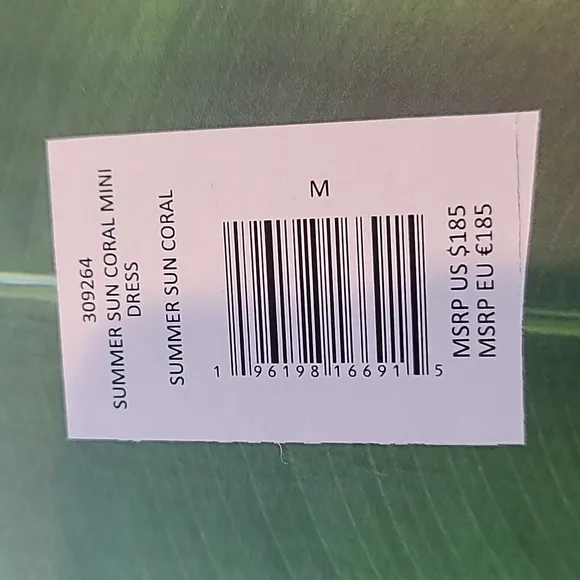 309264
SUMMER SUN CORAL MINI
DRESS
SUMMER SUN CORAL
M
1 96198 16691 5
MSRP US $185
MSRP EU €185